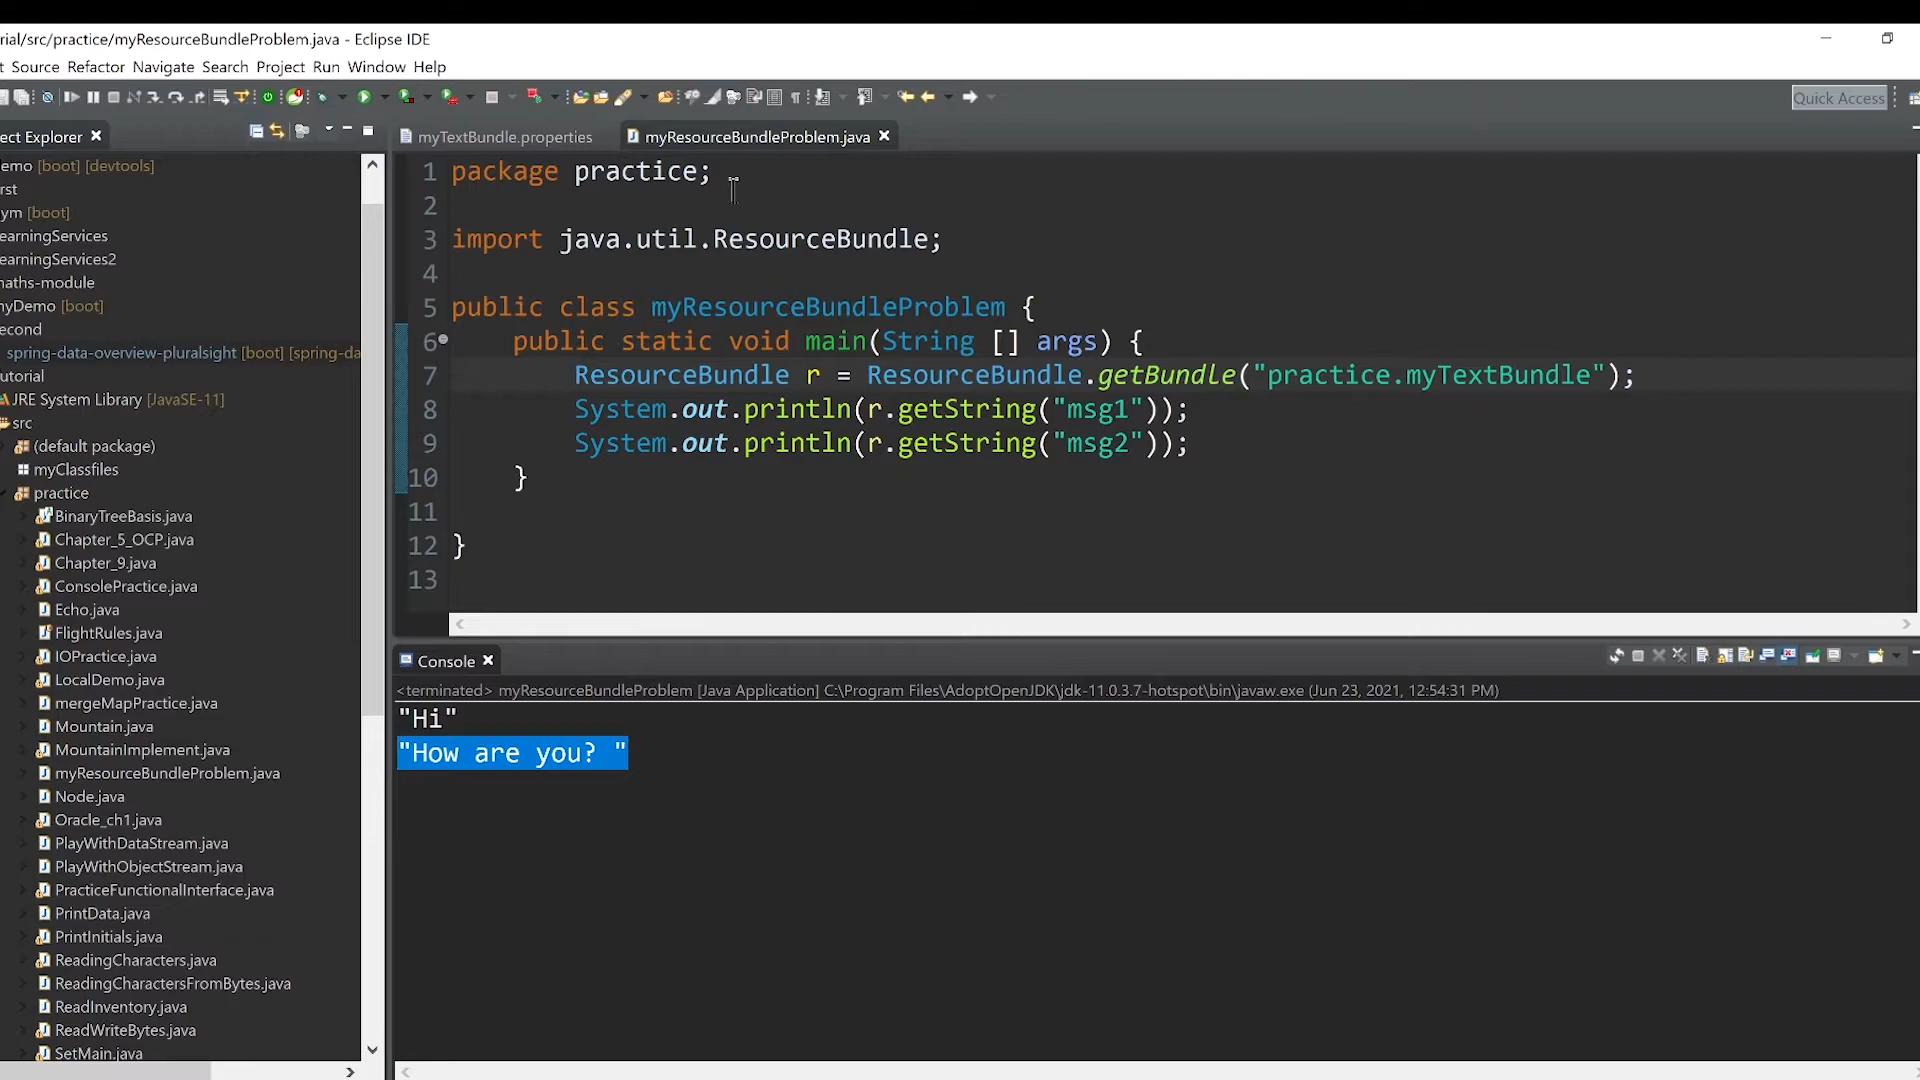 rial/src/practice/myResourceBundleProblem.java - Eclipse IDE
t Source Refactor Navigate Search Project Run Window Help
Quick Access
ect Explorer
myTextBundle.properties
myResourceBundleProblem.java
emo [boot] [devtools]
rst
ym [boot]
earningServices
earningServices2
naths-module
nyDemo [boot]
econd
spring-data-overview-pluralsight [boot] [spring-da
utorial
JRE System Library [JavaSE-11]
src
(default package)
myClassfiles
practice
BinaryTreeBasis.java
Chapter_5_OCP.java
Chapter_9.java
ConsolePractice.java
Echo.java
FlightRules.java
IOPractice.java
LocalDemo.java
mergeMapPractice.java
Mountain.java
MountainImplement.java
myResourceBundleProblem.java
Node.java
Oracle_ch1.java
PlayWithDataStream.java
PlayWithObjectStream.java
PracticeFunctionalInterface.java
PrintData.java
PrintInitials.java
ReadingCharacters.java
ReadingCharactersFromBytes.java
ReadInventory.java
ReadWriteBytes.java
SetMain.java
1 package practice;
2
3 import java.util.ResourceBundle;
4
5 public class myResourceBundleProblem {
6 public static void main(String [] args) {
7 ResourceBundle r = ResourceBundle.getBundle("practice.myTextBundle");
8 System.out.println(r.getString("msg1"));
9 System.out.println(r.getString("msg2"));
10 }
11
12 }
13
Console
<terminated> myResourceBundleProblem [Java Application] C:\Program Files\AdoptOpenJDK\jdk-11.0.3.7-hotspot\bin\javaw.exe (Jun 23, 2021, 12:54:31 PM)
"Hi"
"How are you? "